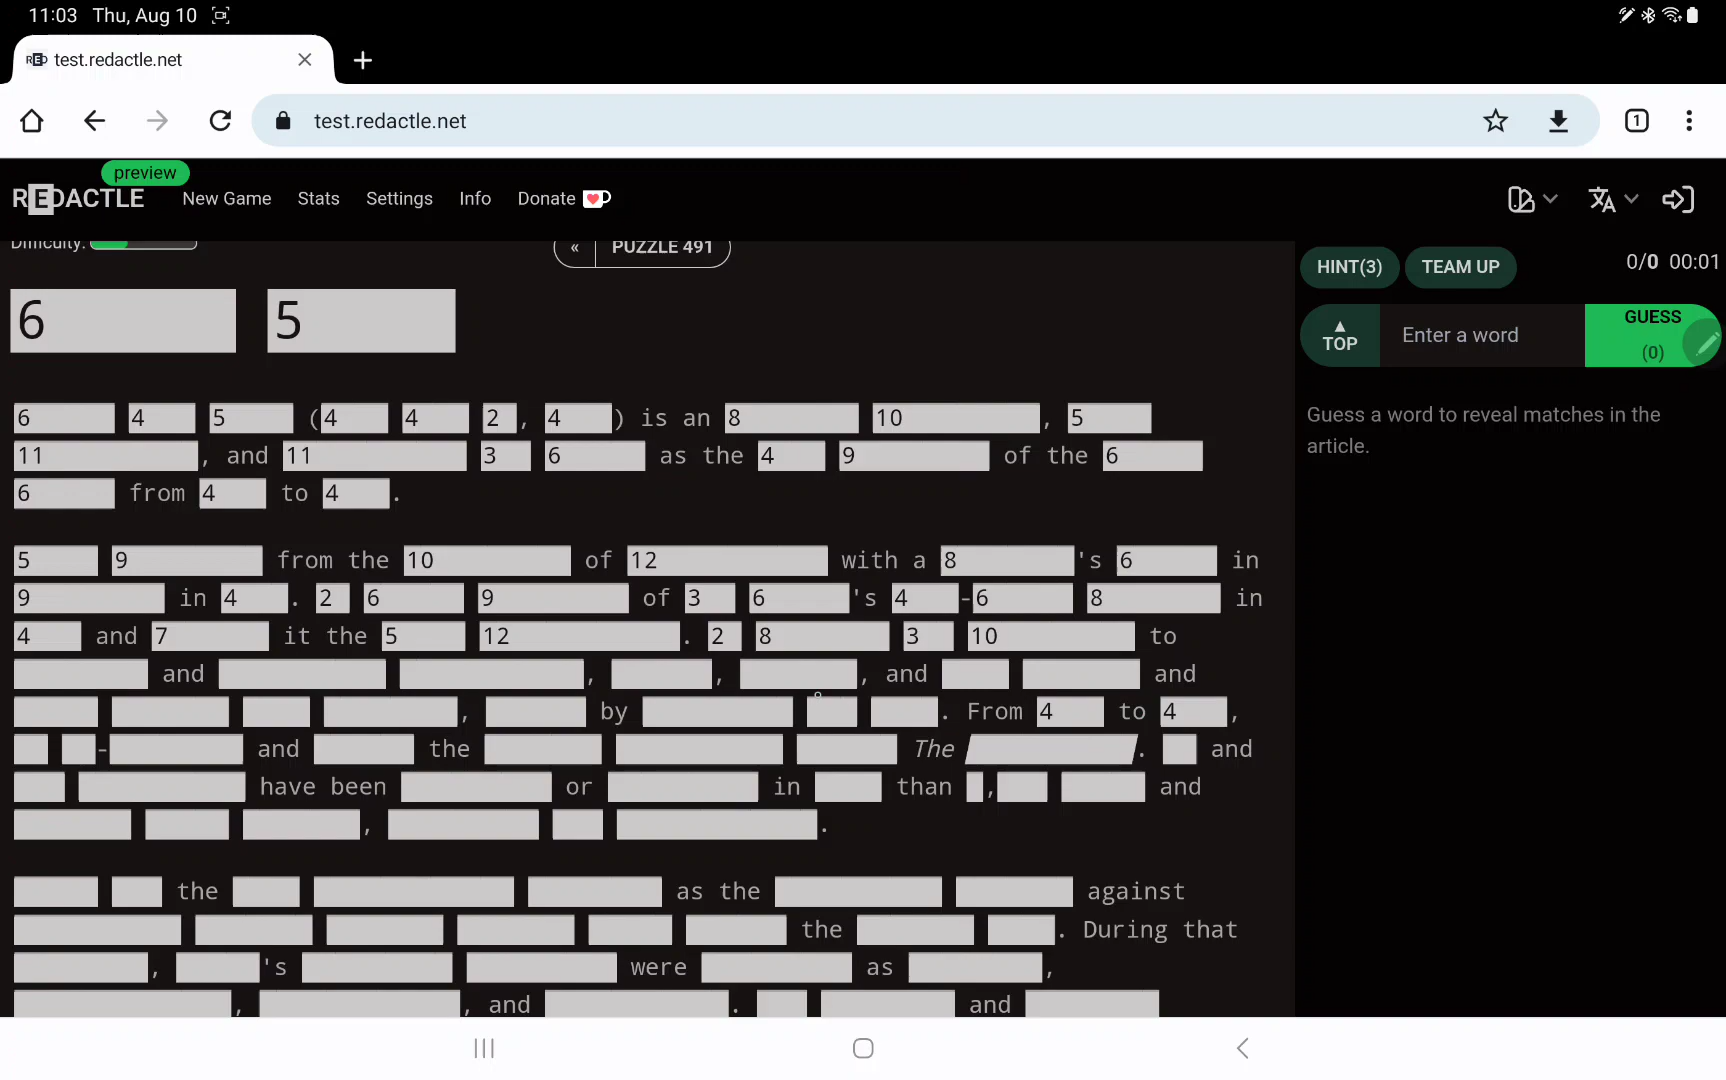 11:03 Thu, Aug 10
RED test.redactle.net
test.redactle.net
1
preview
REDACTLE New Game Stats Settings Info Donate
Difficulty:
« PUZZLE 491
HINT(3) TEAM UP 0/0 00:01
6 5
▲ TOP Enter a word GUESS (0)
Guess a word to reveal matches in the
article.
6 4 5 (4 4 2, 4) is an 8 10, 5
11, and 11 3 6 as the 4 9 of the 6
6 from 4 to 4.
5 9 from the 10 of 12 with a 8's 6 in
9 in 4. 2 6 9 of 3 6's 4-6 8 in
4 and 7 it the 5 12. 2 8 3 10 to
and , , , and and
, by . From 4 to 4,
- and the The . and
have been or in than , and
, .
the as the against
the . During that
, 's were as ,
, , and . and